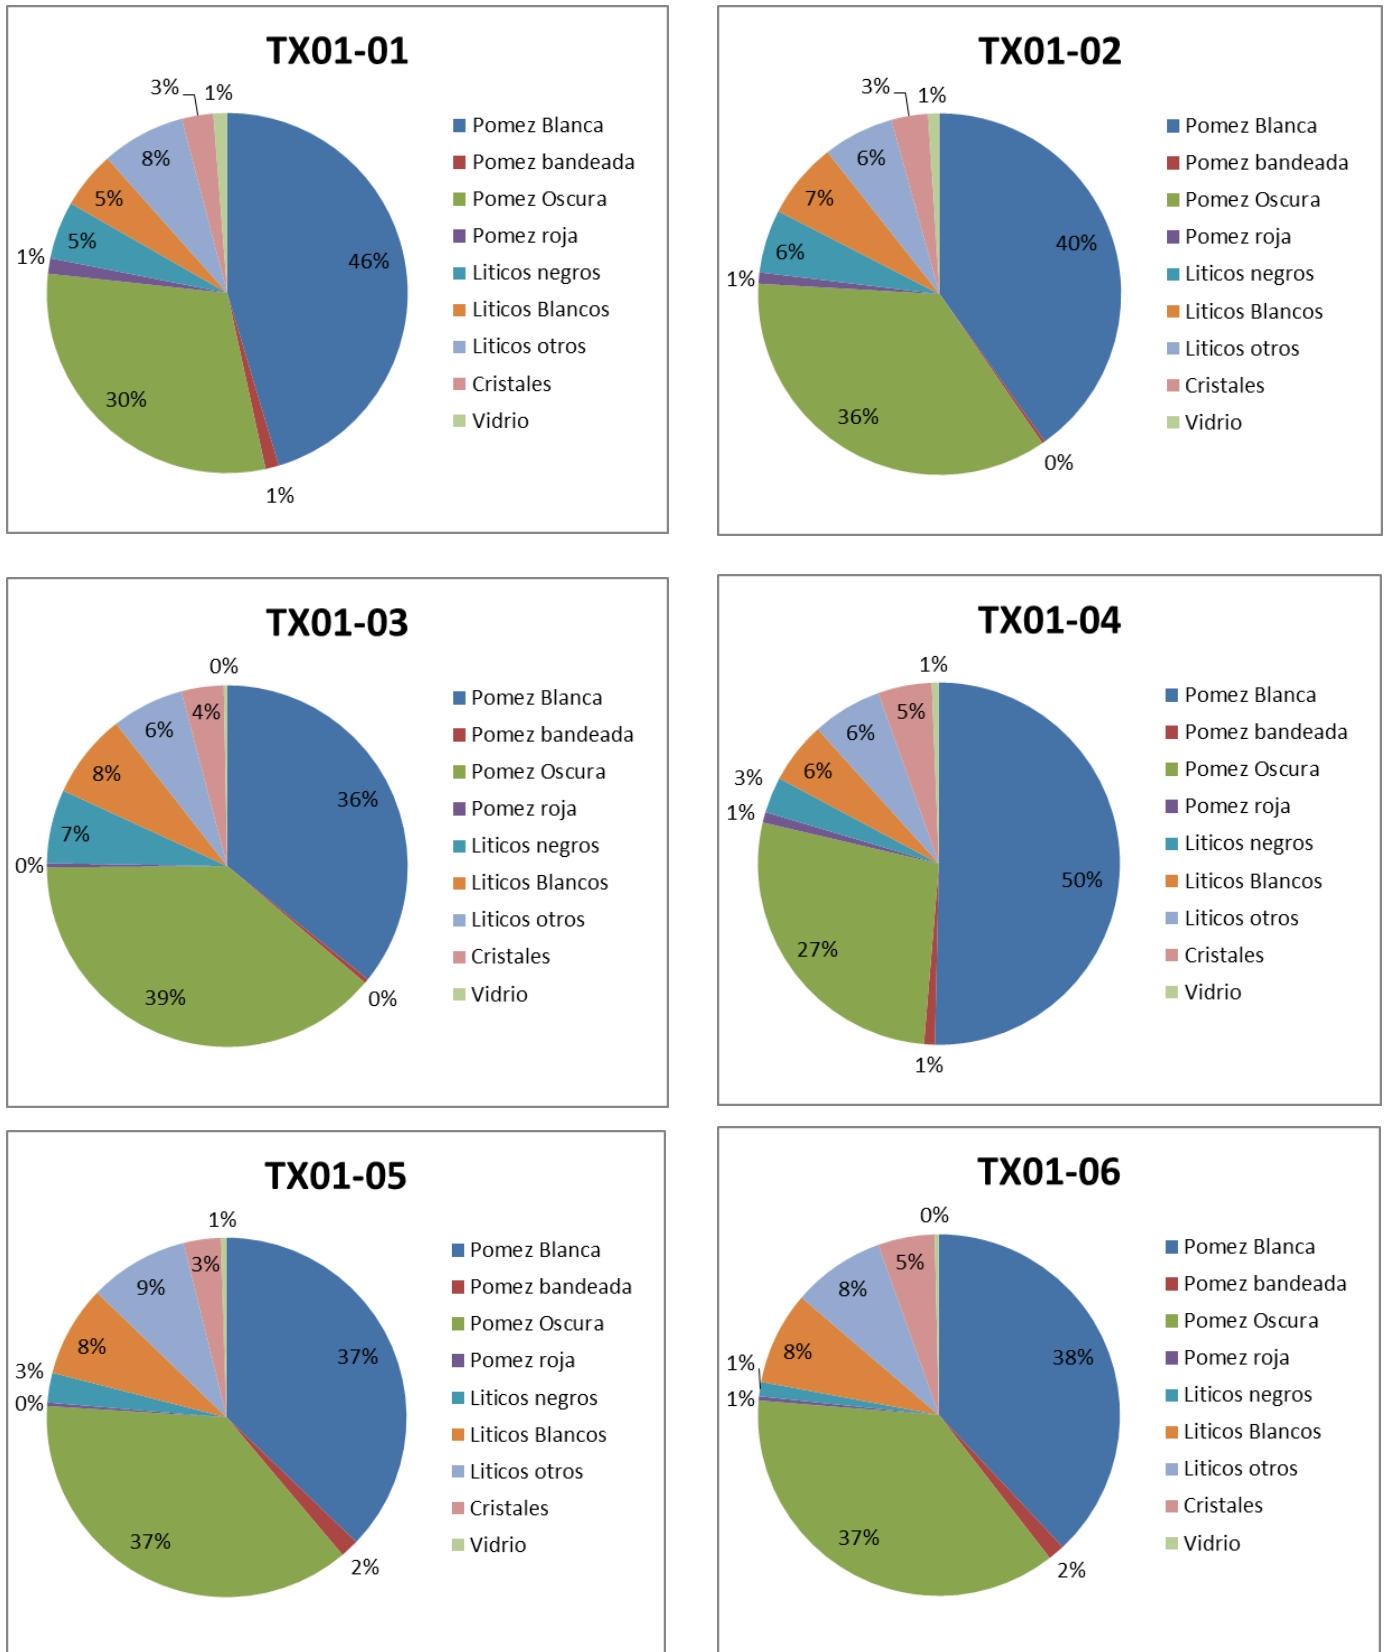 TX01-01
3%
1%
8%
5%
5%
1%
46%
30%
1%
Pomez Blanca
Pomez bandeada
Pomez Oscura
Pomez roja
Liticos negros
Liticos Blancos
Liticos otros
Cristales
Vidrio
TX01-02
3%
1%
6%
7%
6%
1%
40%
36%
0%
Pomez Blanca
Pomez bandeada
Pomez Oscura
Pomez roja
Liticos negros
Liticos Blancos
Liticos otros
Cristales
Vidrio
TX01-03
0%
4%
6%
8%
7%
0%
36%
39%
0%
Pomez Blanca
Pomez bandeada
Pomez Oscura
Pomez roja
Liticos negros
Liticos Blancos
Liticos otros
Cristales
Vidrio
TX01-04
1%
5%
6%
6%
3%
1%
50%
27%
1%
Pomez Blanca
Pomez bandeada
Pomez Oscura
Pomez roja
Liticos negros
Liticos Blancos
Liticos otros
Cristales
Vidrio
TX01-05
1%
3%
9%
8%
3%
0%
37%
37%
2%
Pomez Blanca
Pomez bandeada
Pomez Oscura
Pomez roja
Liticos negros
Liticos Blancos
Liticos otros
Cristales
Vidrio
TX01-06
0%
5%
8%
8%
1%
1%
38%
37%
2%
Pomez Blanca
Pomez bandeada
Pomez Oscura
Pomez roja
Liticos negros
Liticos Blancos
Liticos otros
Cristales
Vidrio